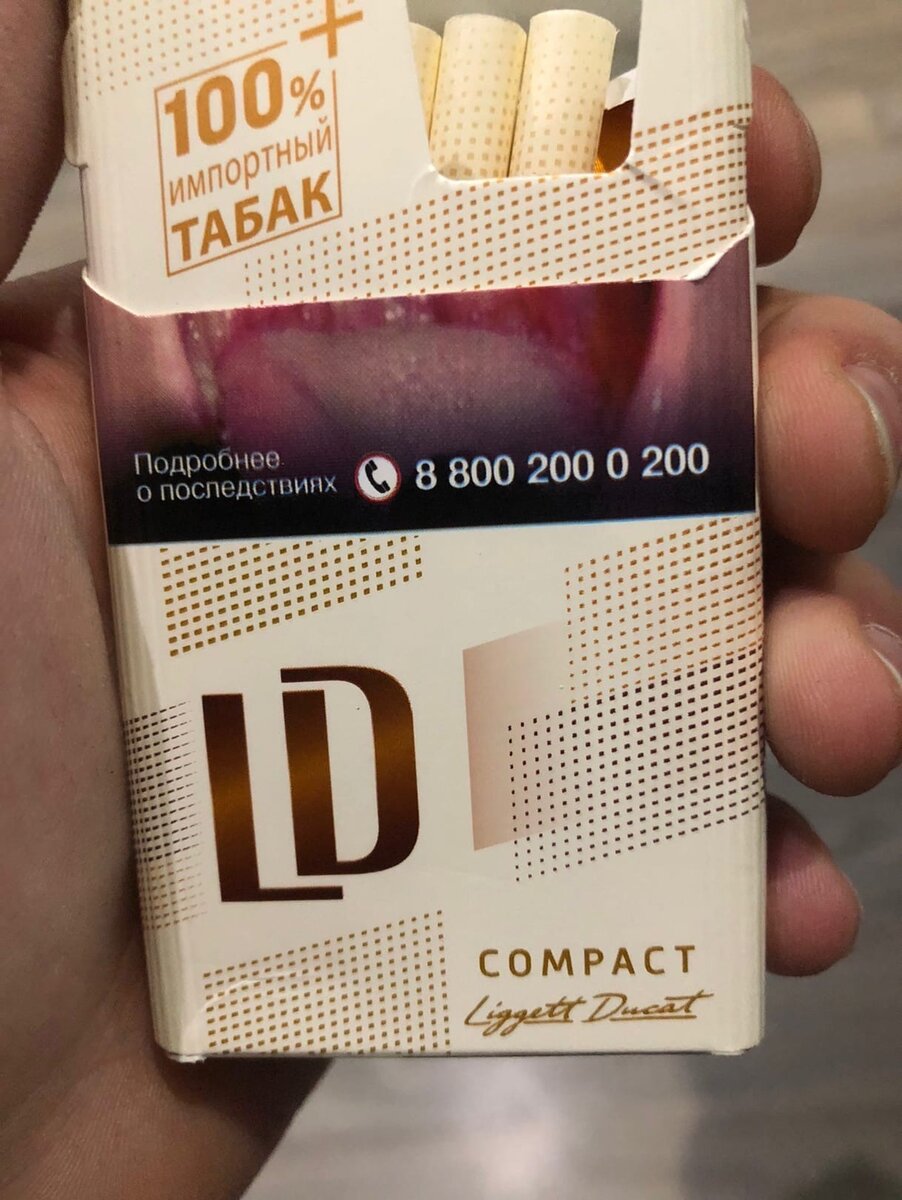 100%
импортный
ТАБАК
Подробнее
о последствиях
8 800 200 0 200
LD
COMPACT
Liggett Ducat